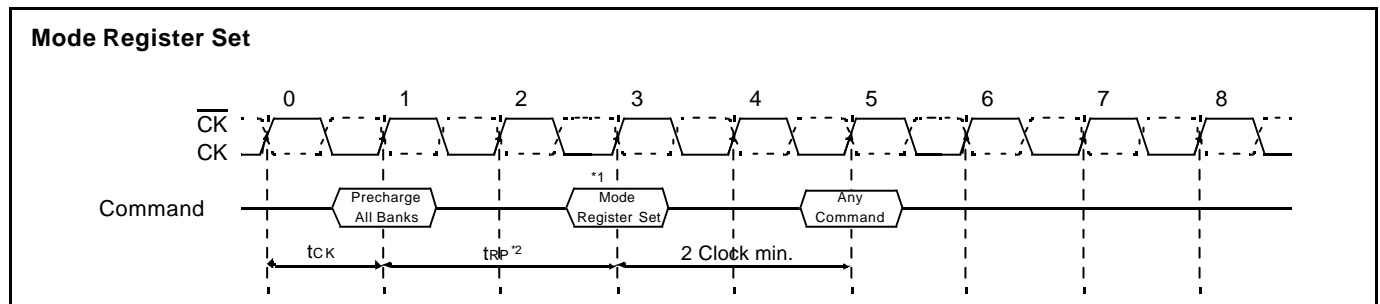 Mode Register Set
0 1 2 3 4 5 6 7 8
CK
CK
*1
Command
Precharge
All Banks
Mode
Register Set
Any
Command
tCK
tRP*2
2 Clock min.